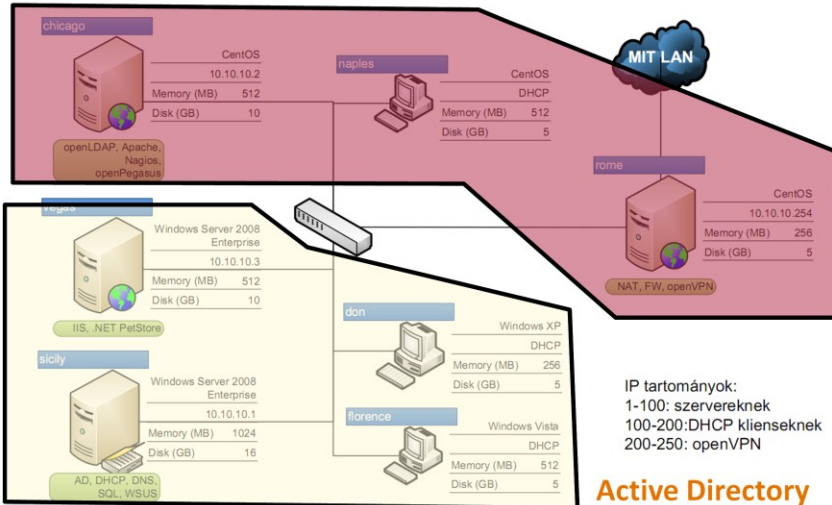 chicago
CentOS
10.10.10.2
Memory (MB) 512
Disk (GB) 10
openLDAP, Apache,
Nagios,
openPegasus
naples
CentOS
DHCP
Memory (MB) 512
Disk (GB) 5
MIT LAN
rome
CentOS
10.10.10.254
Memory (MB) 256
Disk (GB) 5
NAT, FW, openVPN
vegas
Windows Server 2008
Enterprise
10.10.10.3
Memory (MB) 512
Disk (GB) 10
IIS, .NET PetStore
don
Windows XP
DHCP
Memory (MB) 256
Disk (GB) 5
sicily
Windows Server 2008
Enterprise
10.10.10.1
Memory (MB) 1024
Disk (GB) 16
AD, DHCP, DNS,
SQL, WSUS
florence
Windows Vista
DHCP
Memory (MB) 512
Disk (GB) 5
IP tartományok:
1-100: szervereknek
100-200:DHCP klienseknek
200-250: openVPN
Active Directory